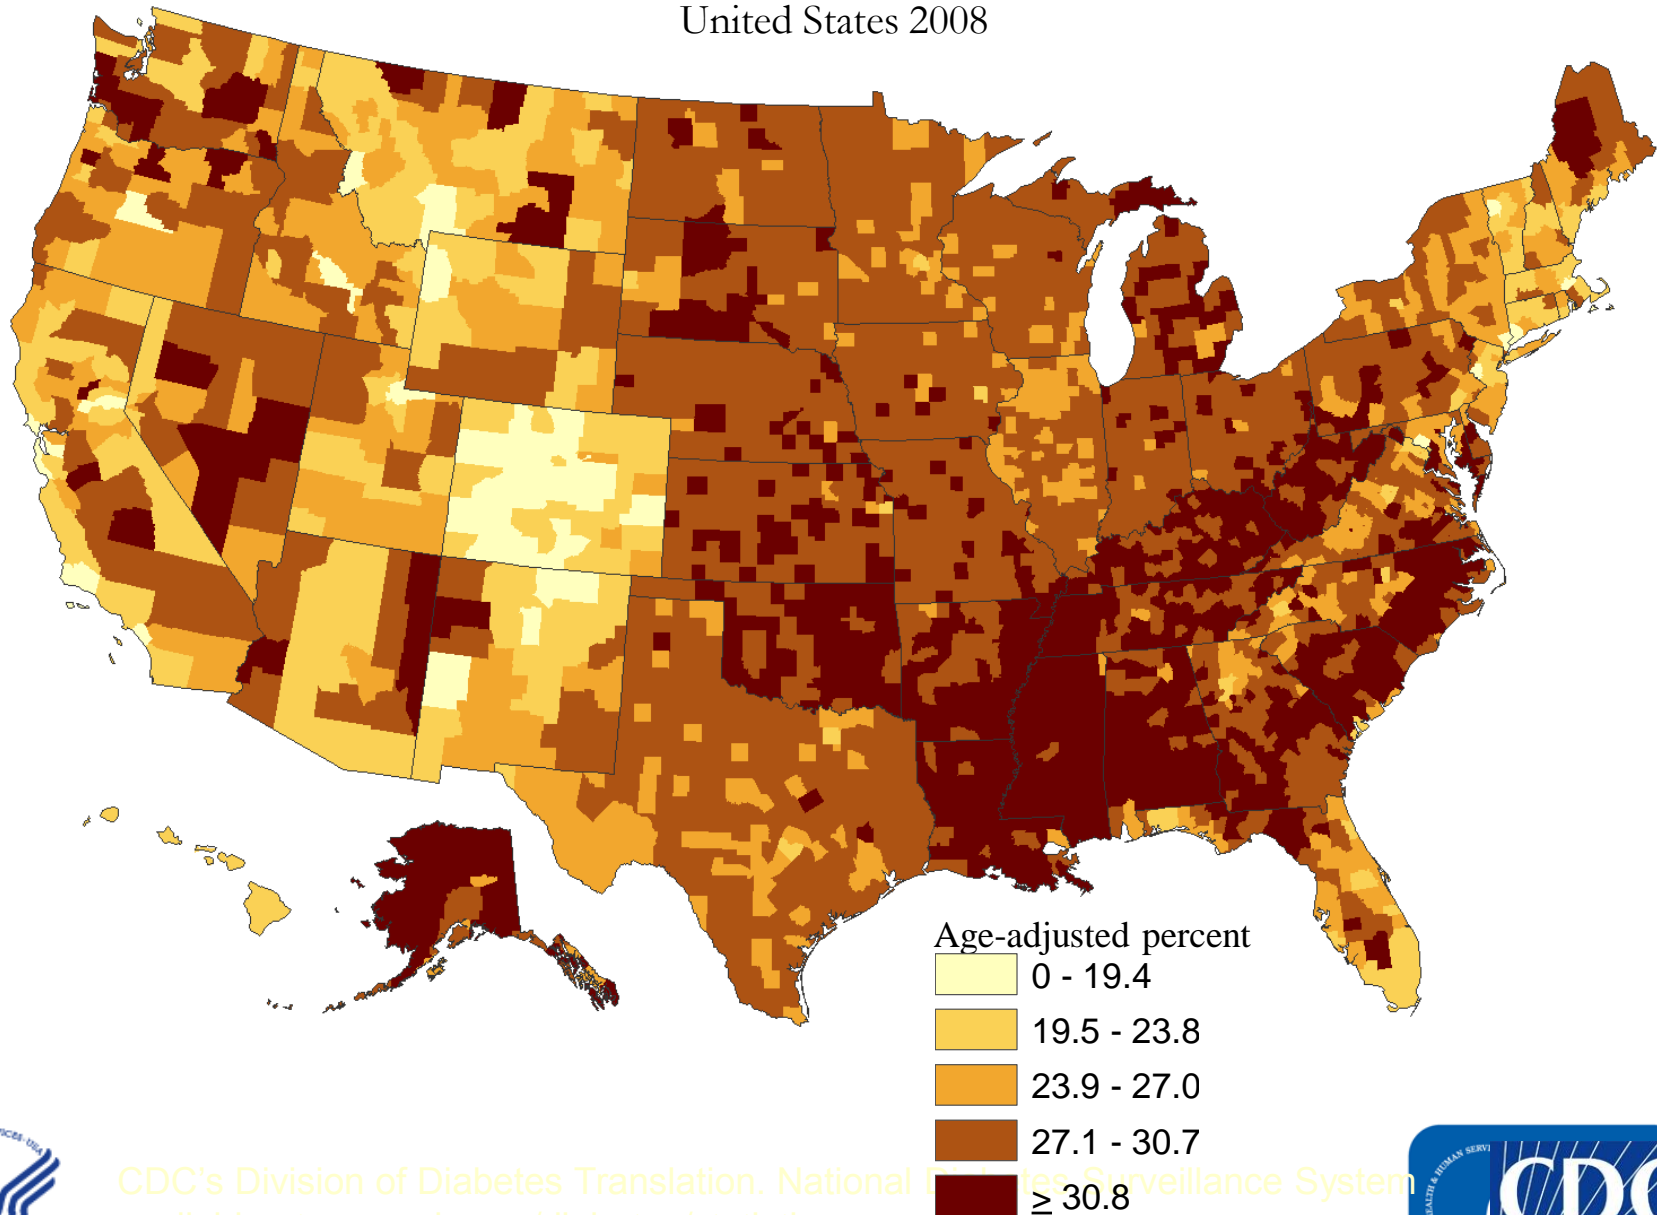 United States 2008
Age-adjusted percent
0 - 19.4
19.5 - 23.8
23.9 - 27.0
27.1 - 30.7
≥ 30.8
CDC's Division of Diabetes Translation. National Diabetes Surveillance System
CDC